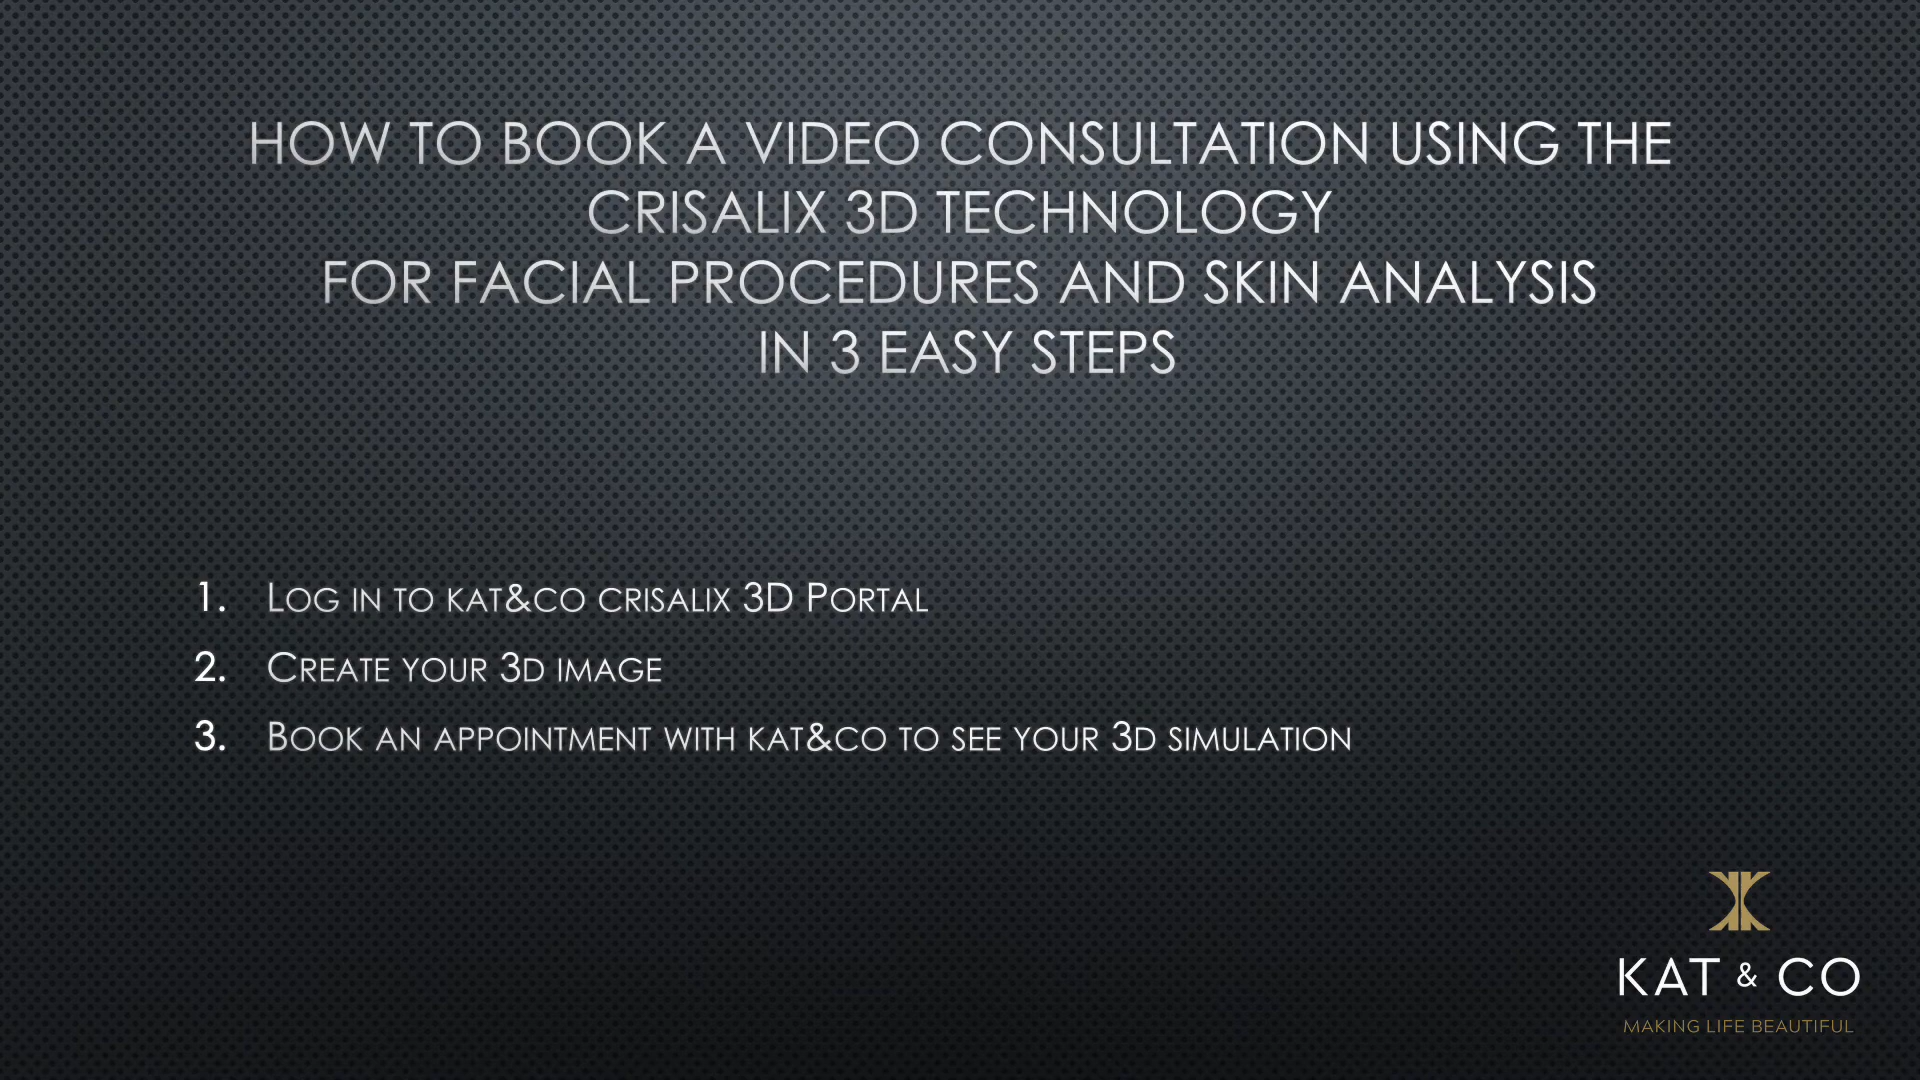 HOW TO BOOK A VIDEO CONSULTATION USING THE
CRISALIX 3D TECHNOLOGY
FOR FACIAL PROCEDURES AND SKIN ANALYSIS
IN 3 EASY STEPS
1. LOG IN TO KAT&CO CRISALIX 3D PORTAL
2. CREATE YOUR 3D IMAGE
3. BOOK AN APPOINTMENT WITH KAT&CO TO SEE YOUR 3D SIMULATION
KAT & CO
MAKING LIFE BEAUTIFUL